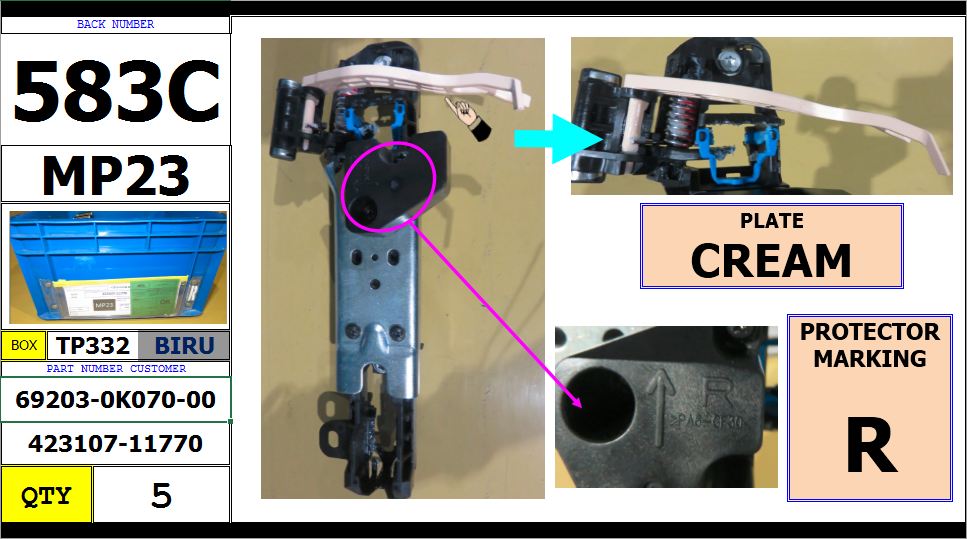 BACK NUMBER
583C
MP23
MP23
OK
BOX
TP332
BIRU
PART NUMBER CUSTOMER
69203-0K070-00
423107-11770
QTY
5
PLATE
CREAM
R
>PA6-GF30
PROTECTOR
MARKING
R